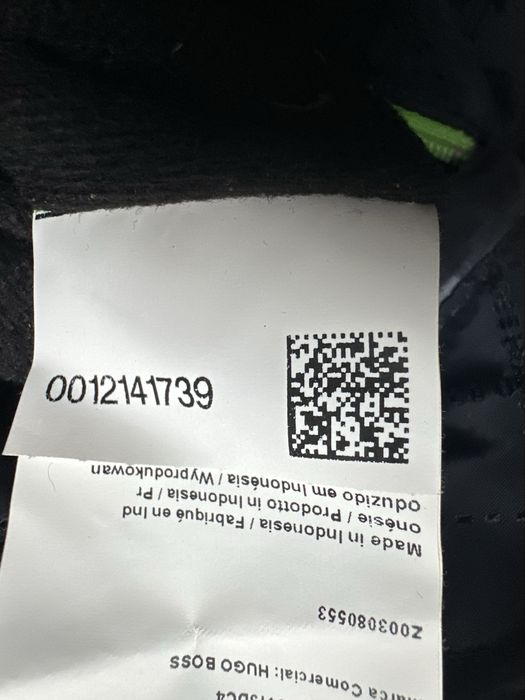 0012141739
Marca Comercial: HUGO BOSS
Z003080553
Made in Indonesia / Fabriqué en Ind
onésie / Prodotto in Indonesia / Pr
oduzido em Indonésia / Wyprodukowan